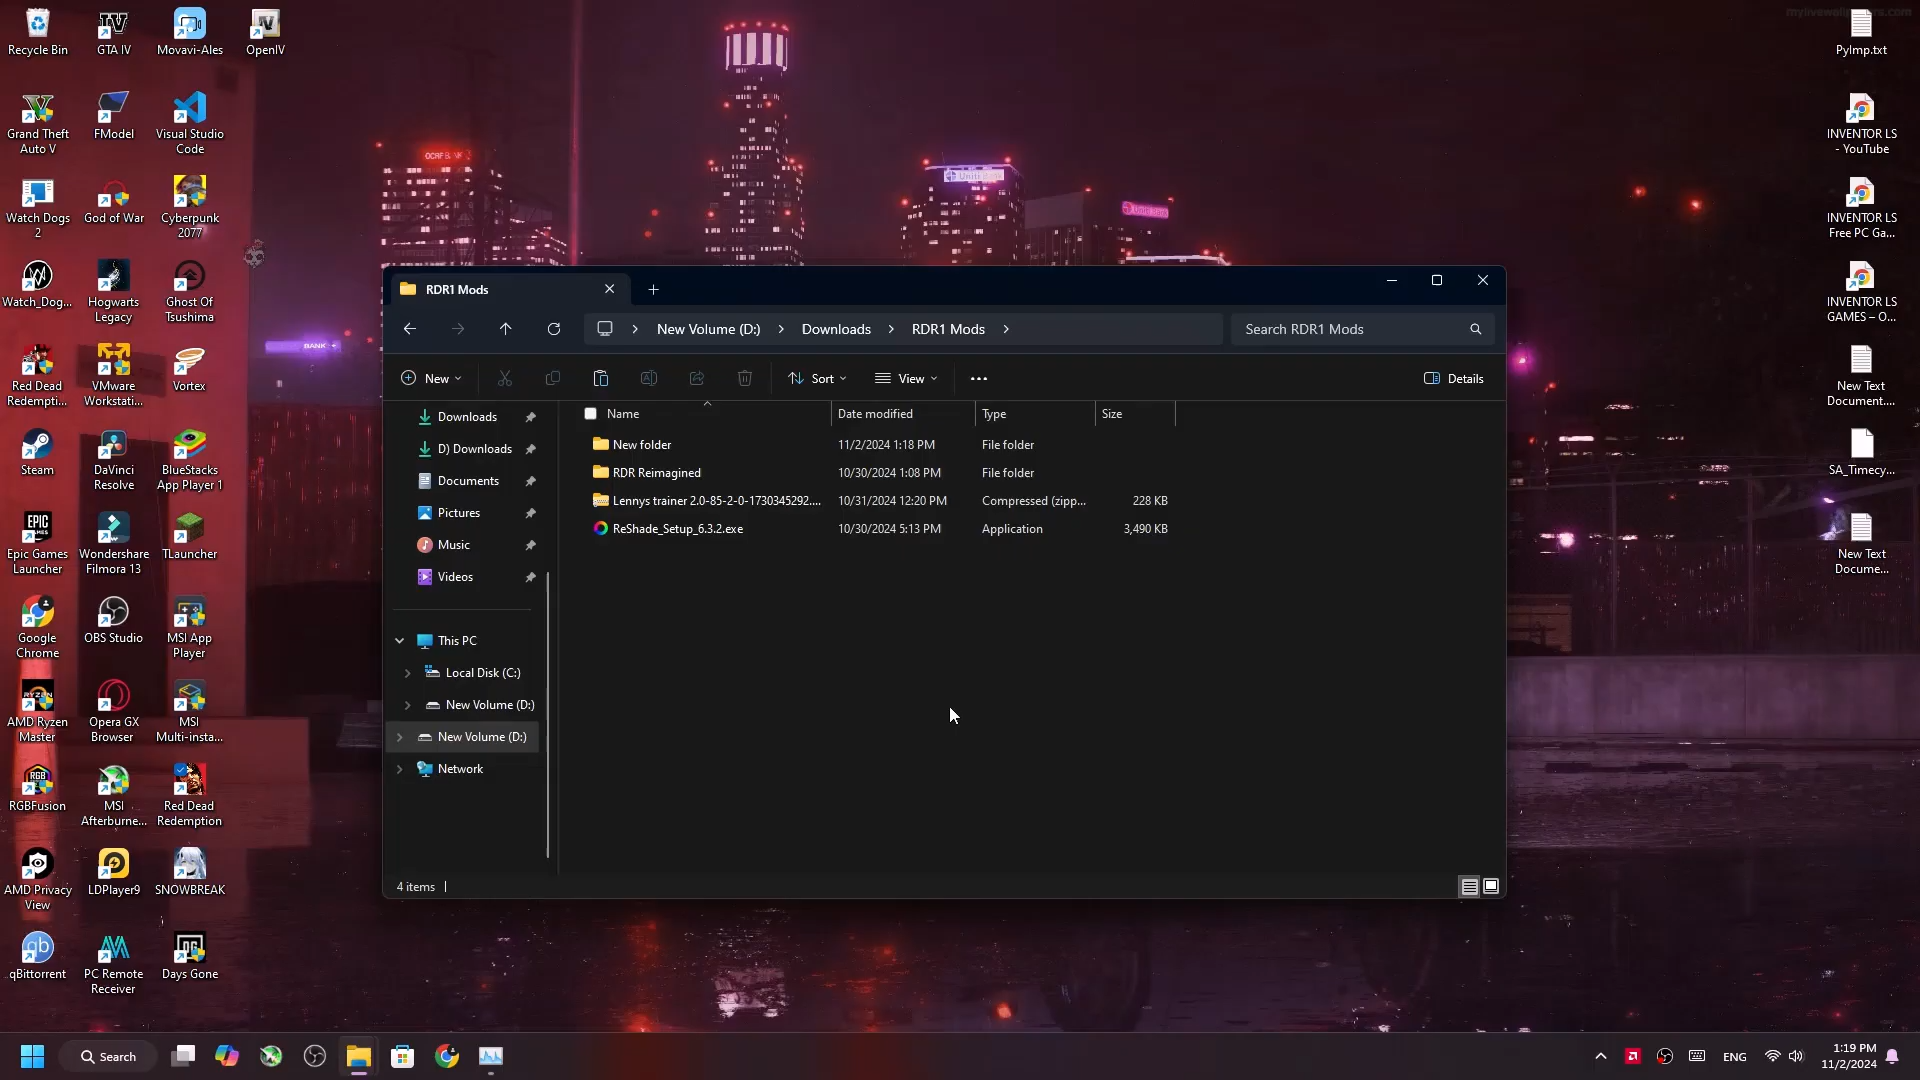 Recycle Bin
GTA IV
Movavi-Ales
OpenIV
Grand Theft
Auto V
FModel
Visual Studio
Code
Watch Dogs
2
God of War
Cyberpunk
2077
Watch_Dog...
Hogwarts
Legacy
Ghost Of
Tsushima
Red Dead
Redempti...
VMware
Workstati...
Vortex
Steam
DaVinci
Resolve
BlueStacks
App Player 1
EPIC
GAMES
Epic Games
Launcher
Wondershare
Filmora 13
TLauncher
Google
Chrome
OBS Studio
MSI App
Player
RYZEN
AMD Ryzen
Master
Opera GX
Browser
MSI
Multi-insta...
RGB
RGBFusion
MSI
Afterburne...
Red Dead
Redemption
AMD Privacy
View
LDPlayer9
SNOWBREAK
qb
qBittorrent
PC Remote
Receiver
Days Gone
BANK
mylivewallpapers.com
PyImp.txt
INVENTOR LS
- YouTube
INVENTOR LS
Free PC Ga...
INVENTOR LS
GAMES – O...
New Text
Document....
SA_Timecy...
New Text
Docume...
RDR1 Mods
New Volume (D:)
Downloads
RDR1 Mods
Search RDR1 Mods
New
Sort
View
Details
Downloads
D) Downloads
Documents
Pictures
Music
Videos
This PC
Local Disk (C:)
New Volume (D:)
New Volume (D:)
Network
Name
Date modified
Type
Size
New folder
11/2/2024 1:18 PM
File folder
RDR Reimagined
10/30/2024 1:08 PM
File folder
Lennys trainer 2.0-85-2-0-1730345292....
10/31/2024 12:20 PM
Compressed (zipp...
228 KB
ReShade_Setup_6.3.2.exe
10/30/2024 5:13 PM
Application
3,490 KB
4 items
Search
ENG
1:19 PM
11/2/2024